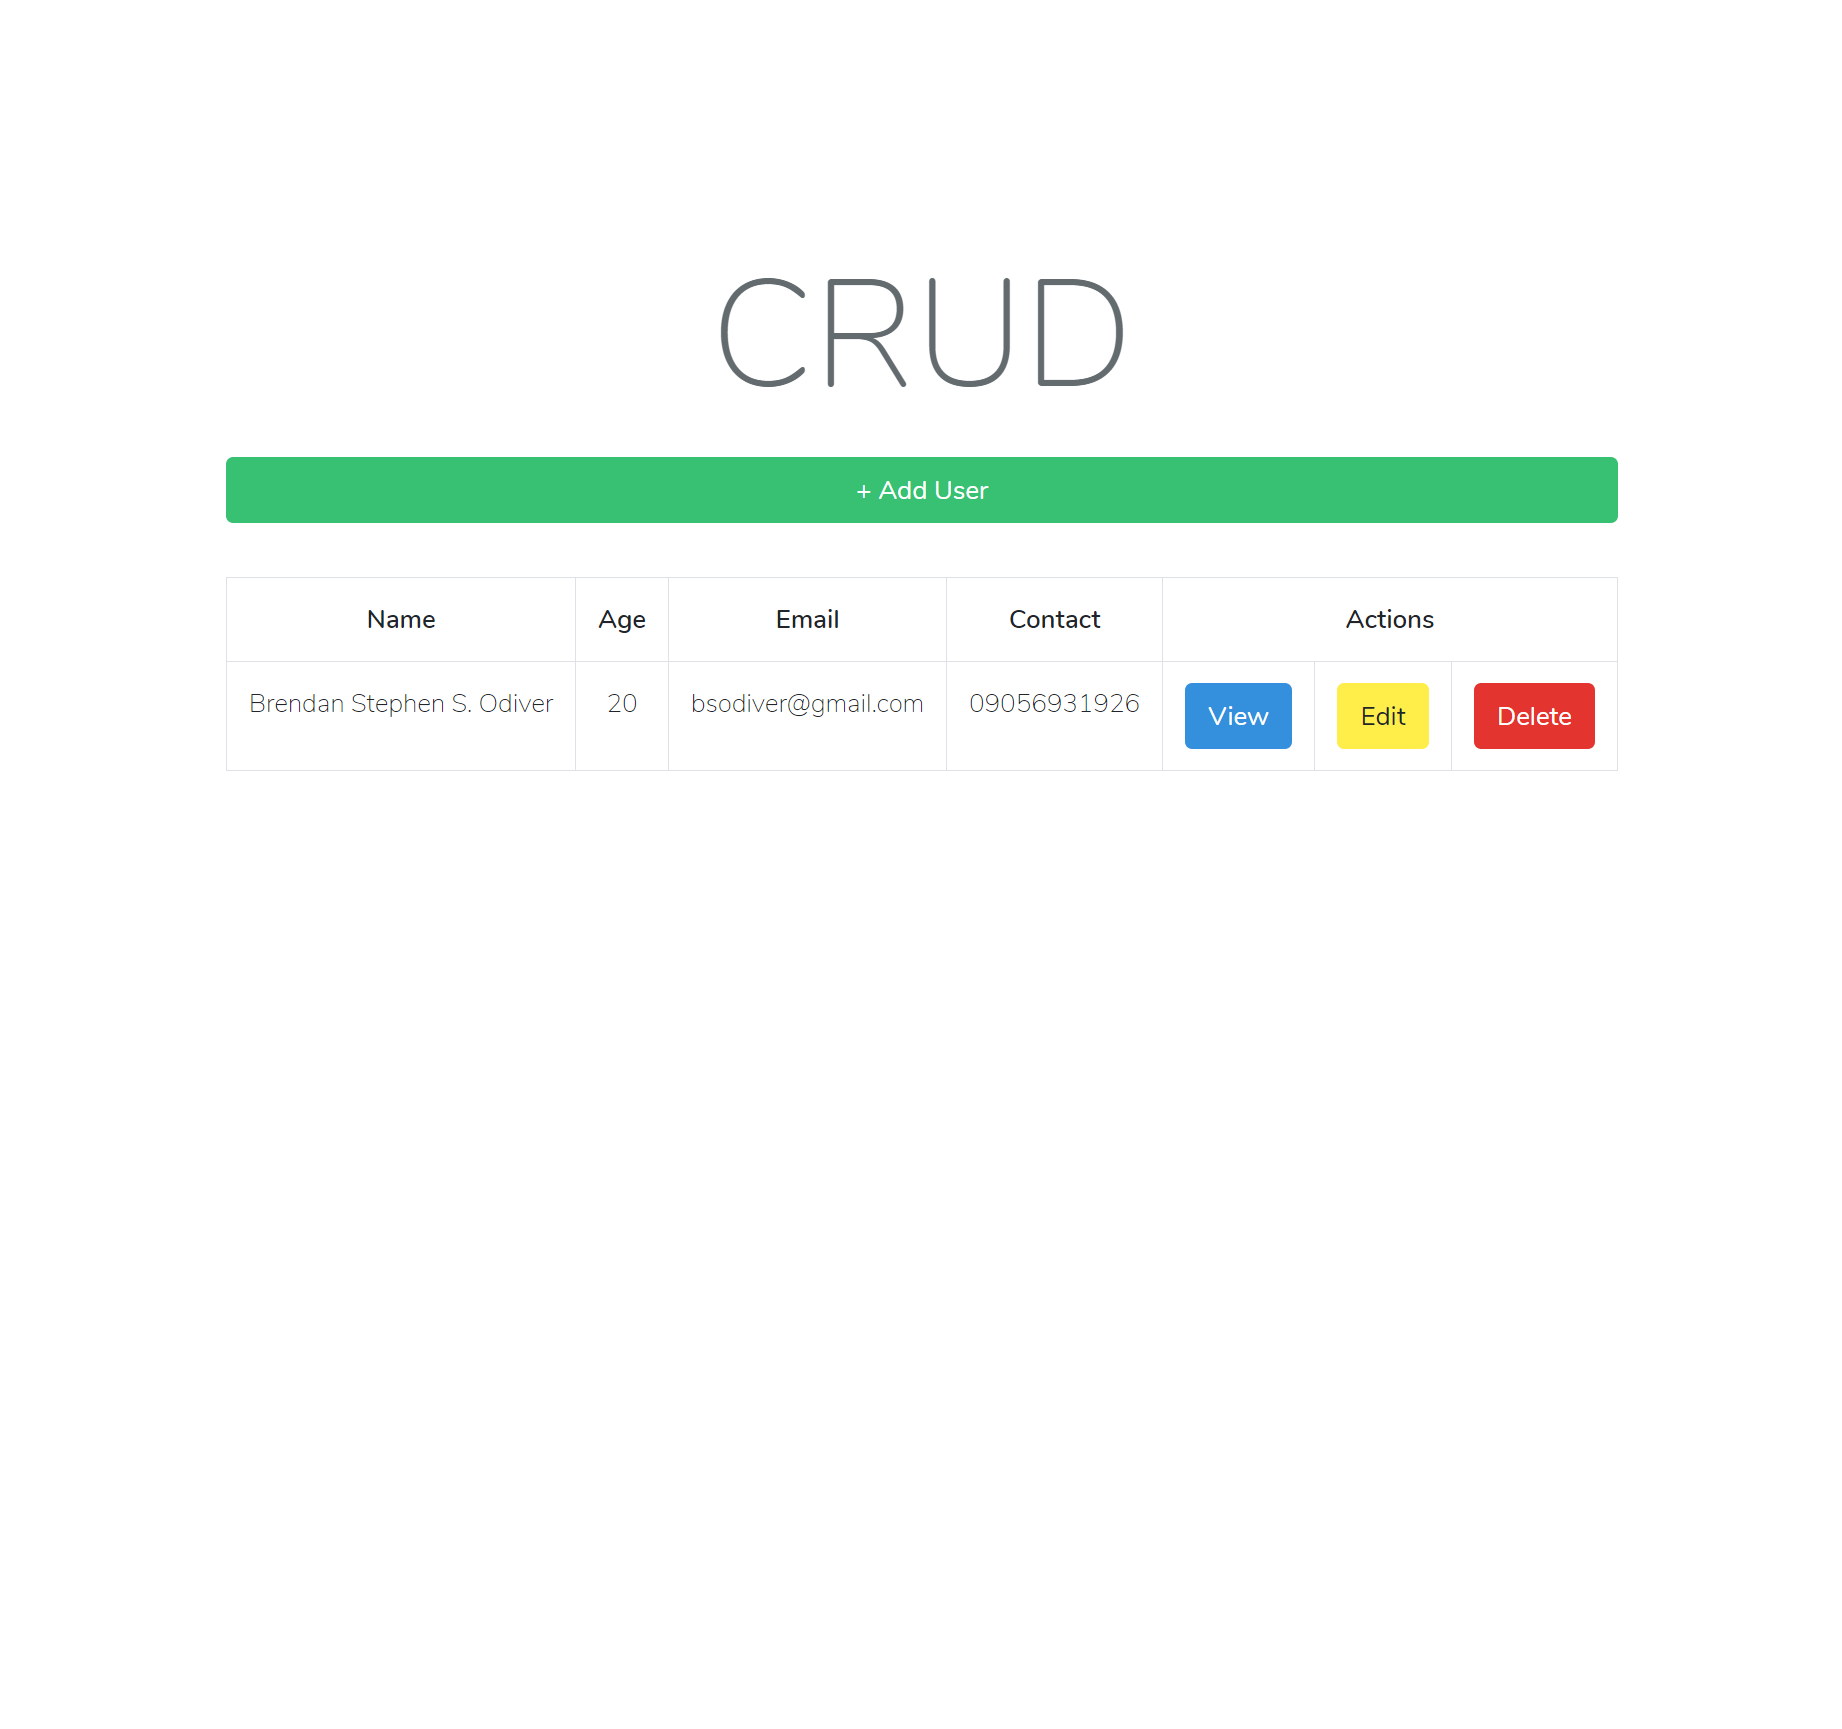 CRUD
+ Add User
Name Age Email Contact Actions
Brendan Stephen S. Odiver 20 bsodiver@gmail.com 09056931926 View Edit Delete